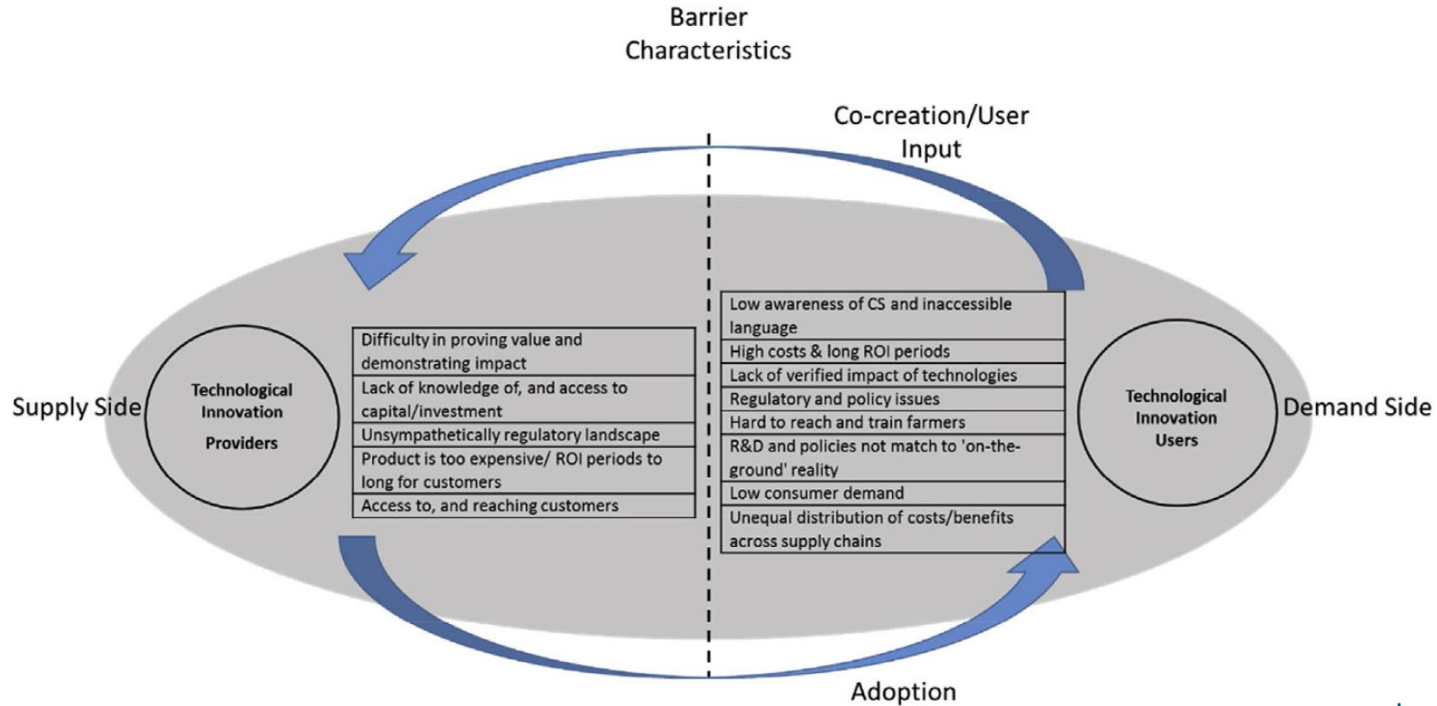 Barrier
Characteristics
Co-creation/User
Input
Supply Side
Technological
Innovation
Providers
Difficulty in proving value and
demonstrating impact
Lack of knowledge of, and access to
capital/investment
Unsympathetically regulatory landscape
Product is too expensive/ ROI periods to
long for customers
Access to, and reaching customers
Low awareness of CS and inaccessible
language
High costs & long ROI periods
Lack of verified impact of technologies
Regulatory and policy issues
Hard to reach and train farmers
R&D and policies not match to 'on-the-
ground' reality
Low consumer demand
Unequal distribution of costs/benefits
across supply chains
Technological
Innovation
Users
Demand Side
Adoption